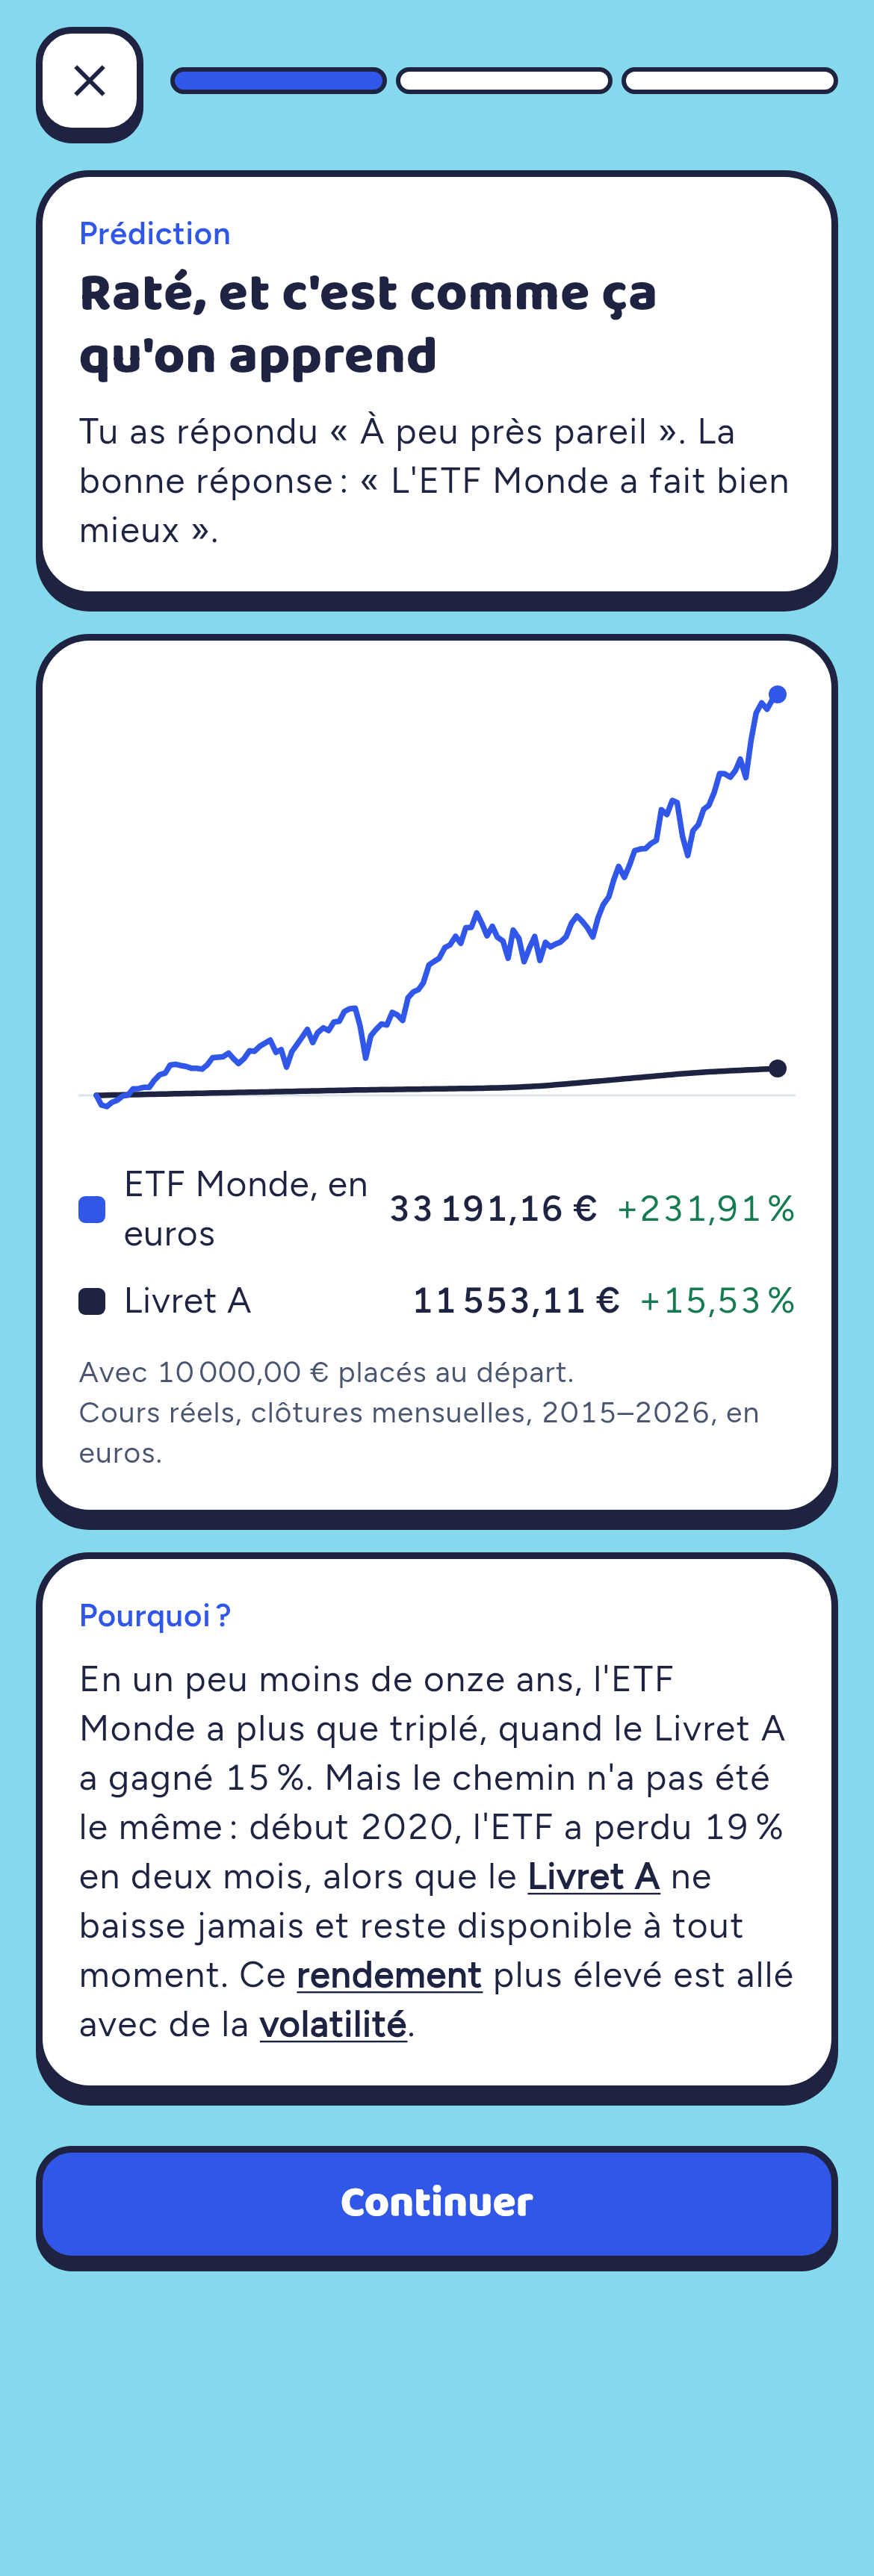 Prédiction
Raté, et c'est comme ça
qu'on apprend
Tu as répondu « À peu près pareil ». La
bonne réponse : « L'ETF Monde a fait bien
mieux ».
ETF Monde, en
euros
33 191,16 € +231,91 %
Livret A 11 553,11 € +15,53 %
Avec 10 000,00 € placés au départ.
Cours réels, clôtures mensuelles, 2015–2026, en
euros.
Pourquoi ?
En un peu moins de onze ans, l'ETF
Monde a plus que triplé, quand le Livret A
a gagné 15 %. Mais le chemin n'a pas été
le même : début 2020, l'ETF a perdu 19 %
en deux mois, alors que le Livret A ne
baisse jamais et reste disponible à tout
moment. Ce rendement plus élevé est allé
avec de la volatilité.
Continuer